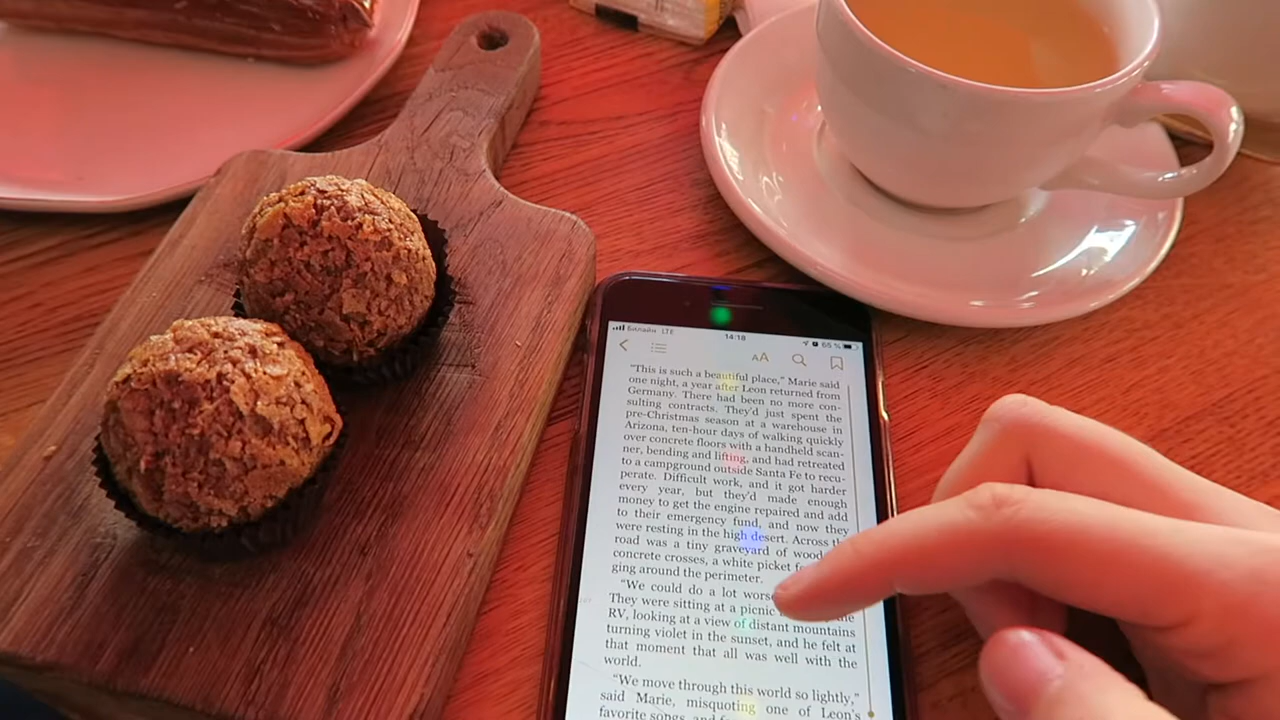 Билайн LTE 14:18 65 %
AA
"This is such a beautiful place," Marie said
one night, a year after Leon returned from
Germany. There had been no more con-
sulting contracts. They'd just spent the
pre-Christmas season at a warehouse in
Arizona, ten-hour days of walking quickly
over concrete floors with a handheld scan-
ner, bending and lifting, and had retreated
to a campground outside Santa Fe to recu-
perate. Difficult work, and it got harder
every year, but they'd made enough
money to get the engine repaired and add
to their emergency fund, and now they
were resting in the high desert. Across
road was a tiny graveyard of
concrete crosses, a white picket
ging around the perimeter.
"We could do a lot
They were sitting at a picnic
RV, looking at a view of distant mountains
turning violet in the sunset, and he felt at
that moment that all was well with the
world.
"We move through this world so lightly,"
said Marie, misquoting one of Leon's
favorite songs, and